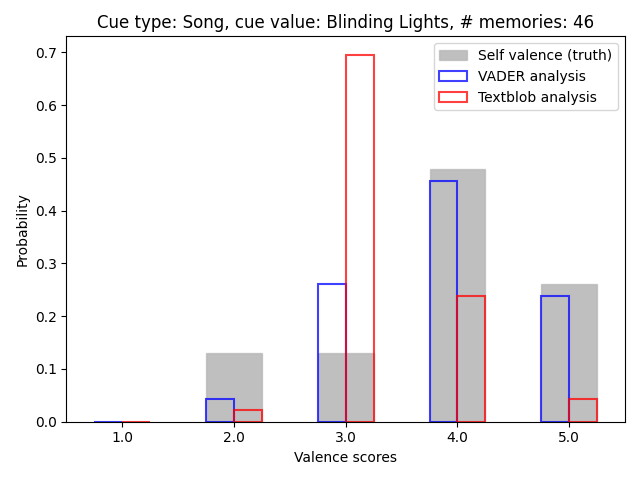 Cue type: Song, cue value: Blinding Lights, # memories: 46
Self valence (truth)
VADER analysis
Textblob analysis
Probability
0.7
0.6
0.5
0.4
0.3
0.2
0.1
0.0
1.0 2.0 3.0 4.0 5.0
Valence scores